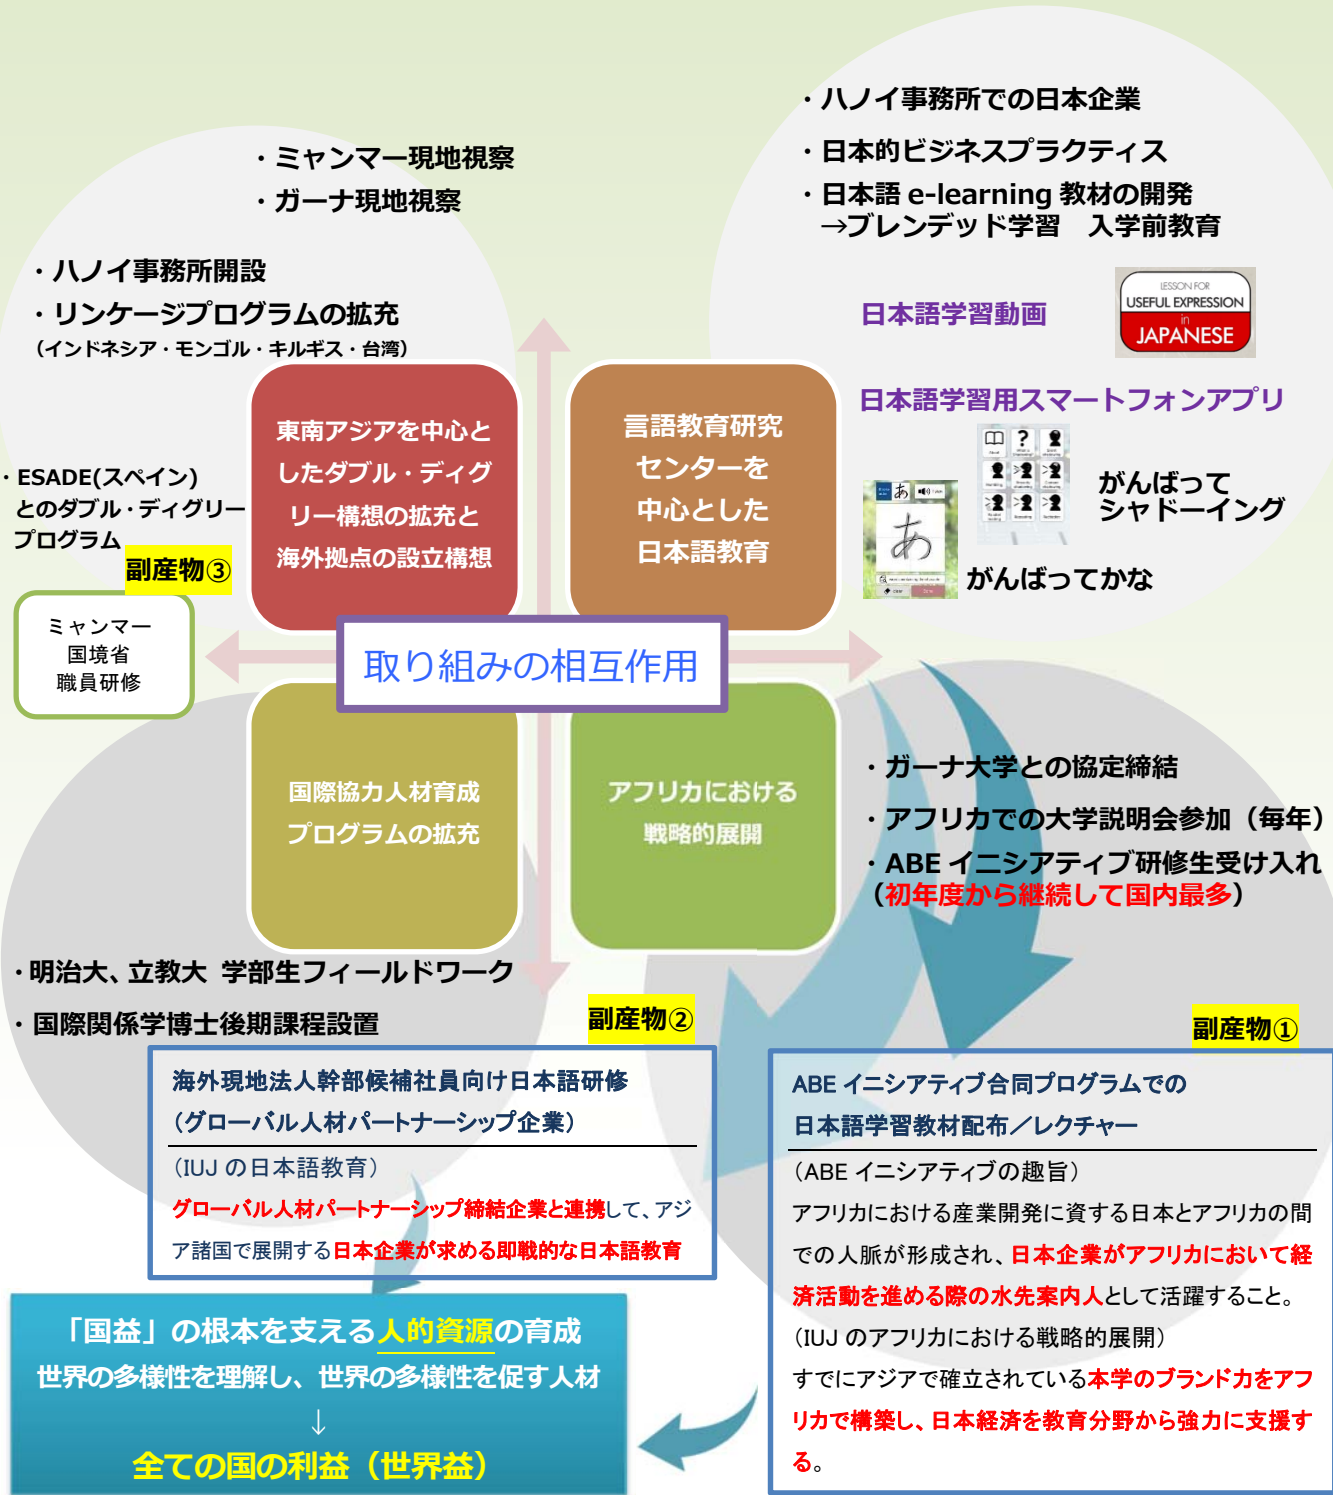 ・ミャンマー現地視察
・ガーナ現地視察
・ハノイ事務所開設
・リンケージプログラムの拡充
（インドネシア・モンゴル・キルギス・台湾）
・ESADE(スペイン)
とのダブル・ディグリー
プログラム
副産物③
ミャンマー
国境省
職員研修
・ハノイ事務所での日本企業
・日本的ビジネスプラクティス
・日本語 e-learning 教材の開発
→ブレンデッド学習　入学前教育
日本語学習動画
LESSON FOR
USEFUL EXPRESSION
in
JAPANESE
日本語学習用スマートフォンアプリ
がんばって
シャドーイング
あ
あ
がんばってかな
東南アジアを中心と
したダブル・ディグ
リー構想の拡充と
海外拠点の設立構想
言語教育研究
センターを
中心とした
日本語教育
取り組みの相互作用
国際協力人材育成
プログラムの拡充
アフリカにおける
戦略的展開
・ガーナ大学との協定締結
・アフリカでの大学説明会参加（毎年）
・ABE イニシアティブ研修生受け入れ
（初年度から継続して国内最多）
・明治大、立教大 学部生フィールドワーク
・国際関係学博士後期課程設置
副産物②
海外現地法人幹部候補社員向け日本語研修
（グローバル人材パートナーシップ企業）
（IUJ の日本語教育）
グローバル人材パートナーシップ締結企業と連携して、アジ
ア諸国で展開する日本企業が求める即戦的な日本語教育
副産物①
ABE イニシアティブ合同プログラムでの
日本語学習教材配布／レクチャー
（ABE イニシアティブの趣旨）
アフリカにおける産業開発に資する日本とアフリカの間
での人脈が形成され、日本企業がアフリカにおいて経
済活動を進める際の水先案内人として活躍すること。
（IUJ のアフリカにおける戦略的展開）
すでにアジアで確立されている本学のブランド力をアフ
リカで構築し、日本経済を教育分野から強力に支援す
る。
「国益」の根本を支える人的資源の育成
世界の多様性を理解し、世界の多様性を促す人材
↓
全ての国の利益（世界益）